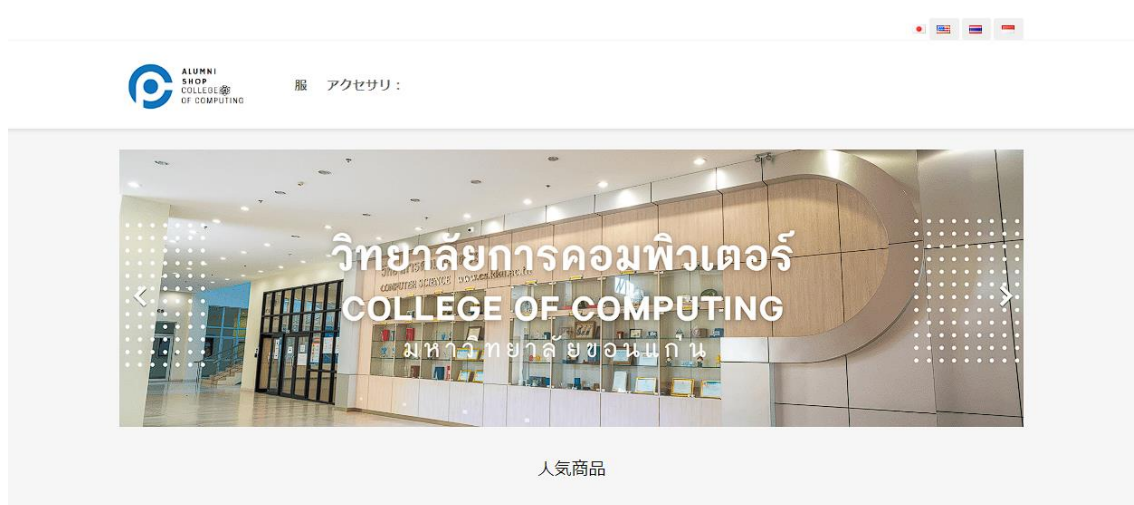 ALUMNI
SHOP
COLLEGE
OF COMPUTING
服 アクセサリ :
วิทยาลัยการคอมพิวเตอร์
COMPUTER SCIENCE
COLLEGE OF COMPUTING
มหาวิทยาลัยขอนแก่น
人気商品